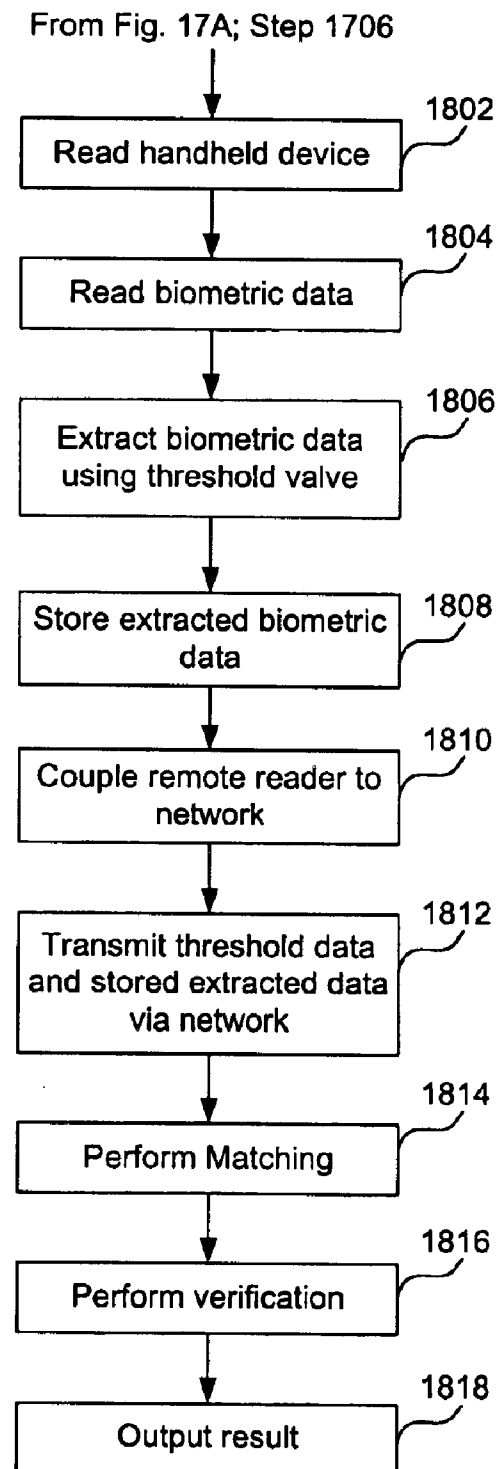 From Fig. 17A; Step 1706
1802
Read handheld device
1804
Read biometric data
1806
Extract biometric data
using threshold valve
1808
Store extracted biometric
data
1810
Couple remote reader to
network
1812
Transmit threshold data
and stored extracted data
via network
1814
Perform Matching
1816
Perform verification
1818
Output result